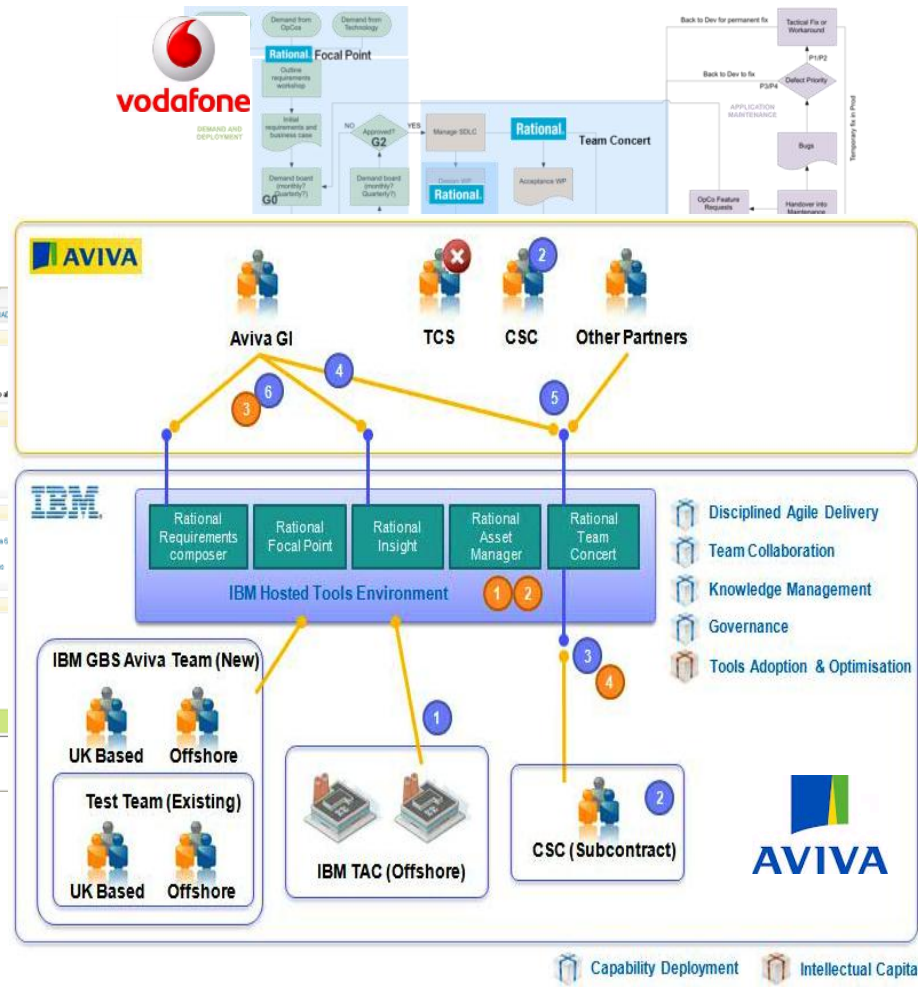 Demand from
OpCos
Demand from
Technology
Rational. Focal Point
vodafone
DEMAND AND
DEPLOYMENT
Outline
requirements
workshop
Initial
requirements and
business case
NO
Approved?
G2
YES
Manage SDLC
Rational.
Team Concert
Demand board
(monthly?
Quarterly?)
G0
Demand board
(monthly?
Quarterly?)
Design WP
Rational.
Acceptance WP
Back to Dev for permanent fix
Tactical Fix or
Workaround
P1/P2
Back to Dev to fix
P3/P4
Defect Priority
APPLICATION
MAINTENANCE
Temporary fix in Prod
Bugs
OpCo Feature
Requests
Handover into
Maintenance
AVIVA
2
Aviva GI
TCS
CSC
Other Partners
4
3
6
5
IBM
Rational
Requirements
composer
Rational
Focal Point
Rational
Insight
Rational
Asset
Manager
Rational
Team
Concert
IBM Hosted Tools Environment
1
2
Disciplined Agile Delivery
Team Collaboration
Knowledge Management
Governance
Tools Adoption & Optimisation
IBM GBS Aviva Team (New)
UK Based
Offshore
Test Team (Existing)
UK Based
Offshore
1
IBM TAC (Offshore)
3
4
2
CSC (Subcontract)
AVIVA
Capability Deployment
Intellectual Capita